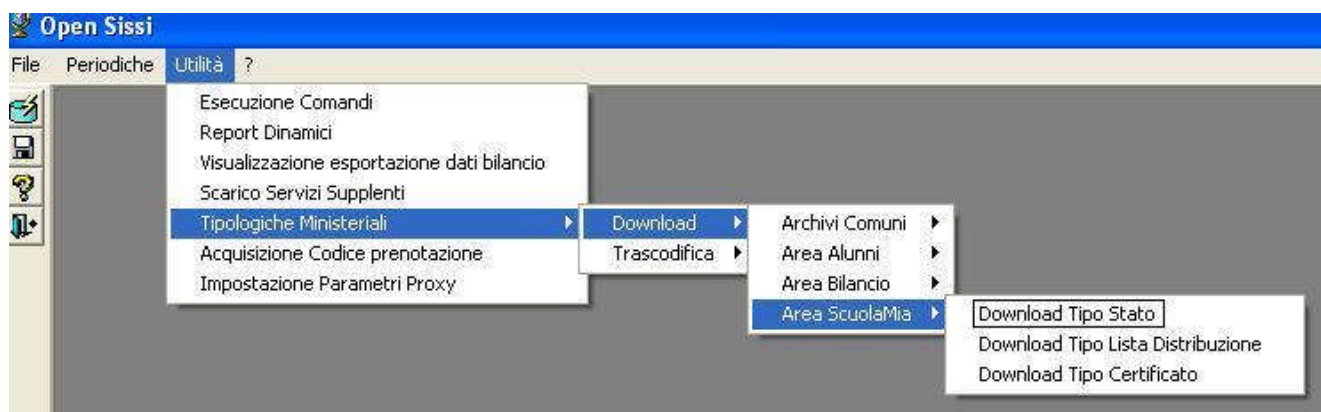 Open Sissi
File Periodiche Utilità ?
Esecuzione Comandi
Report Dinamici
Visualizzazione esportazione dati bilancio
Scarico Servizi Supplenti
Tipologiche Ministeriali
Acquisizione Codice prenotazione
Impostazione Parametri Proxy
Download
Trascodifica
Archivi Comuni
Area Alunni
Area Bilancio
Area ScuolaMia
Download Tipo Stato
Download Tipo Lista Distribuzione
Download Tipo Certificato